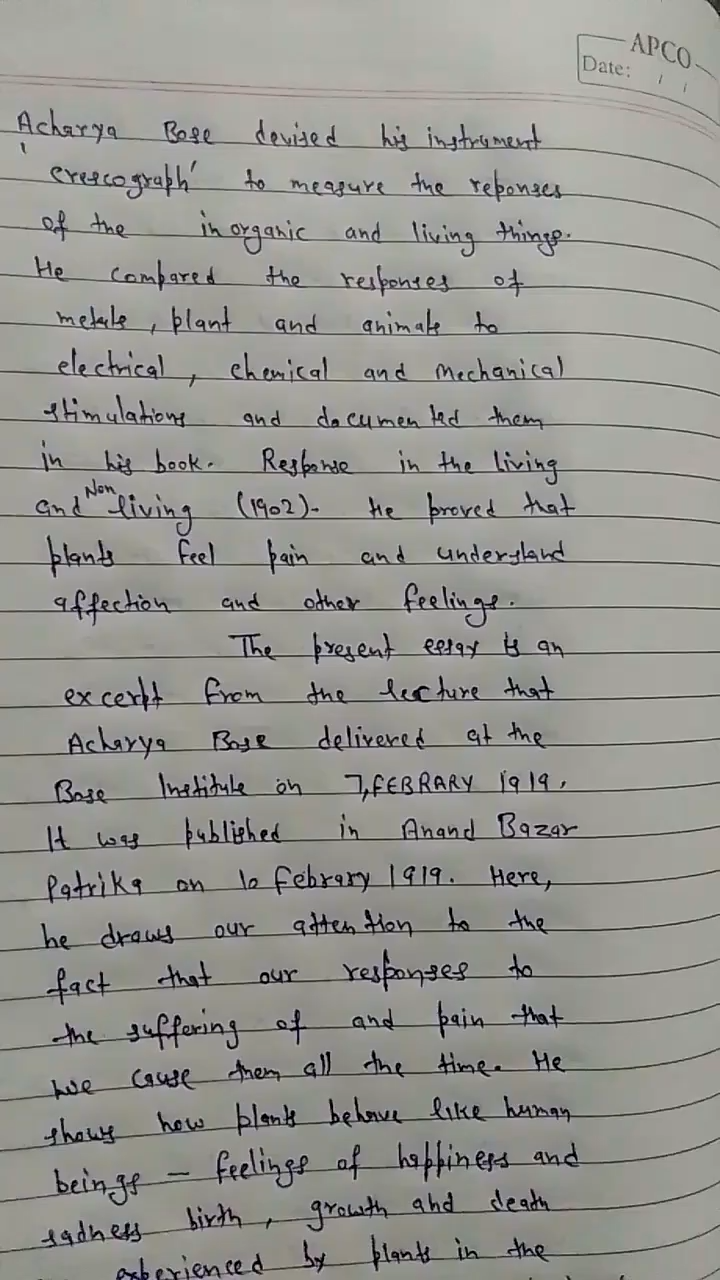 APCO
Date: / /
Acharya Bose devised his instrument
'crescograph' to measure the reponses
of the inorganic and living things.
He compared the responses of
metals, plant and animals to
electrical, chemical and mechanical
stimulations and documented them
in his book. Response in the living
and Non living (1902). He proved that
plants feel pain and understand
affection and other feelings.
The present essay is an
excerpt from the lecture that
Acharya Bose delivered at the
Bose Institute on 7, FEBRARY 1919.
It was published in Anand Bazar
Patrika on 10 Febrary 1919. Here,
he draws our attention to the
fact that our responses to
the suffering of and pain that
we cause them all the time. He
shows how plants behave like human
beings - feelings of happiness and
sadness birth, growth and death
experienced by plants in the